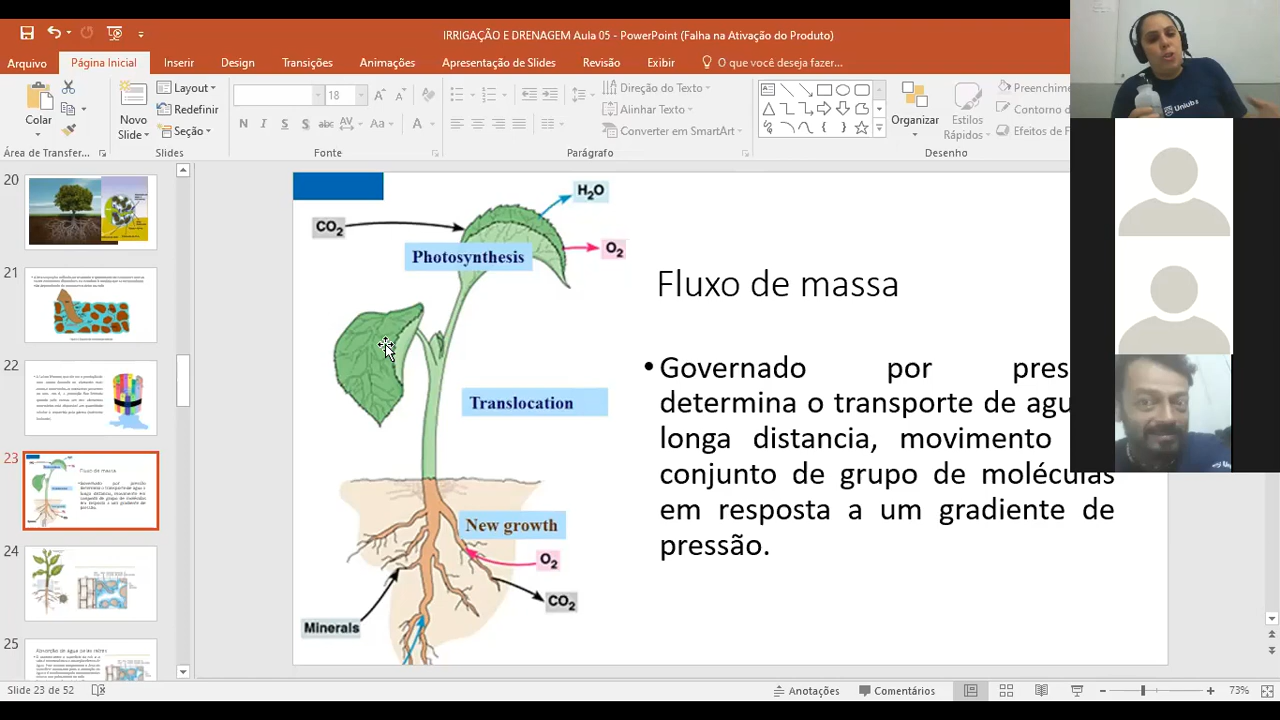 IRRIGAÇÃO E DRENAGEM Aula 05 - PowerPoint (Falha na Ativação do Produto)
Arquivo Página Inicial Inserir Design Transições Animações Apresentação de Slides Revisão Exibir O que você deseja fazer...
Colar
Novo Slide
Layout
Redefinir
Seção
18
N I S abc AV Aa A
Direção do Texto
Alinhar Texto
Converter em SmartArt
Organizar
Estilos Rápidos
Preenchime
Contorno d
Efeitos de F
Área de Transfer...
Slides
Fonte
Parágrafo
Desenho
20
21
22
23
24
25
H₂O
CO₂
O₂
Photosynthesis
Translocation
New growth
O₂
CO₂
Minerals
Fluxo de massa
• Governado por pres
determina o transporte de agu
longa distancia, movimento
conjunto de grupo de moléculas
em resposta a um gradiente de
pressão.
Slide 23 de 52
Anotações
Comentários
73%